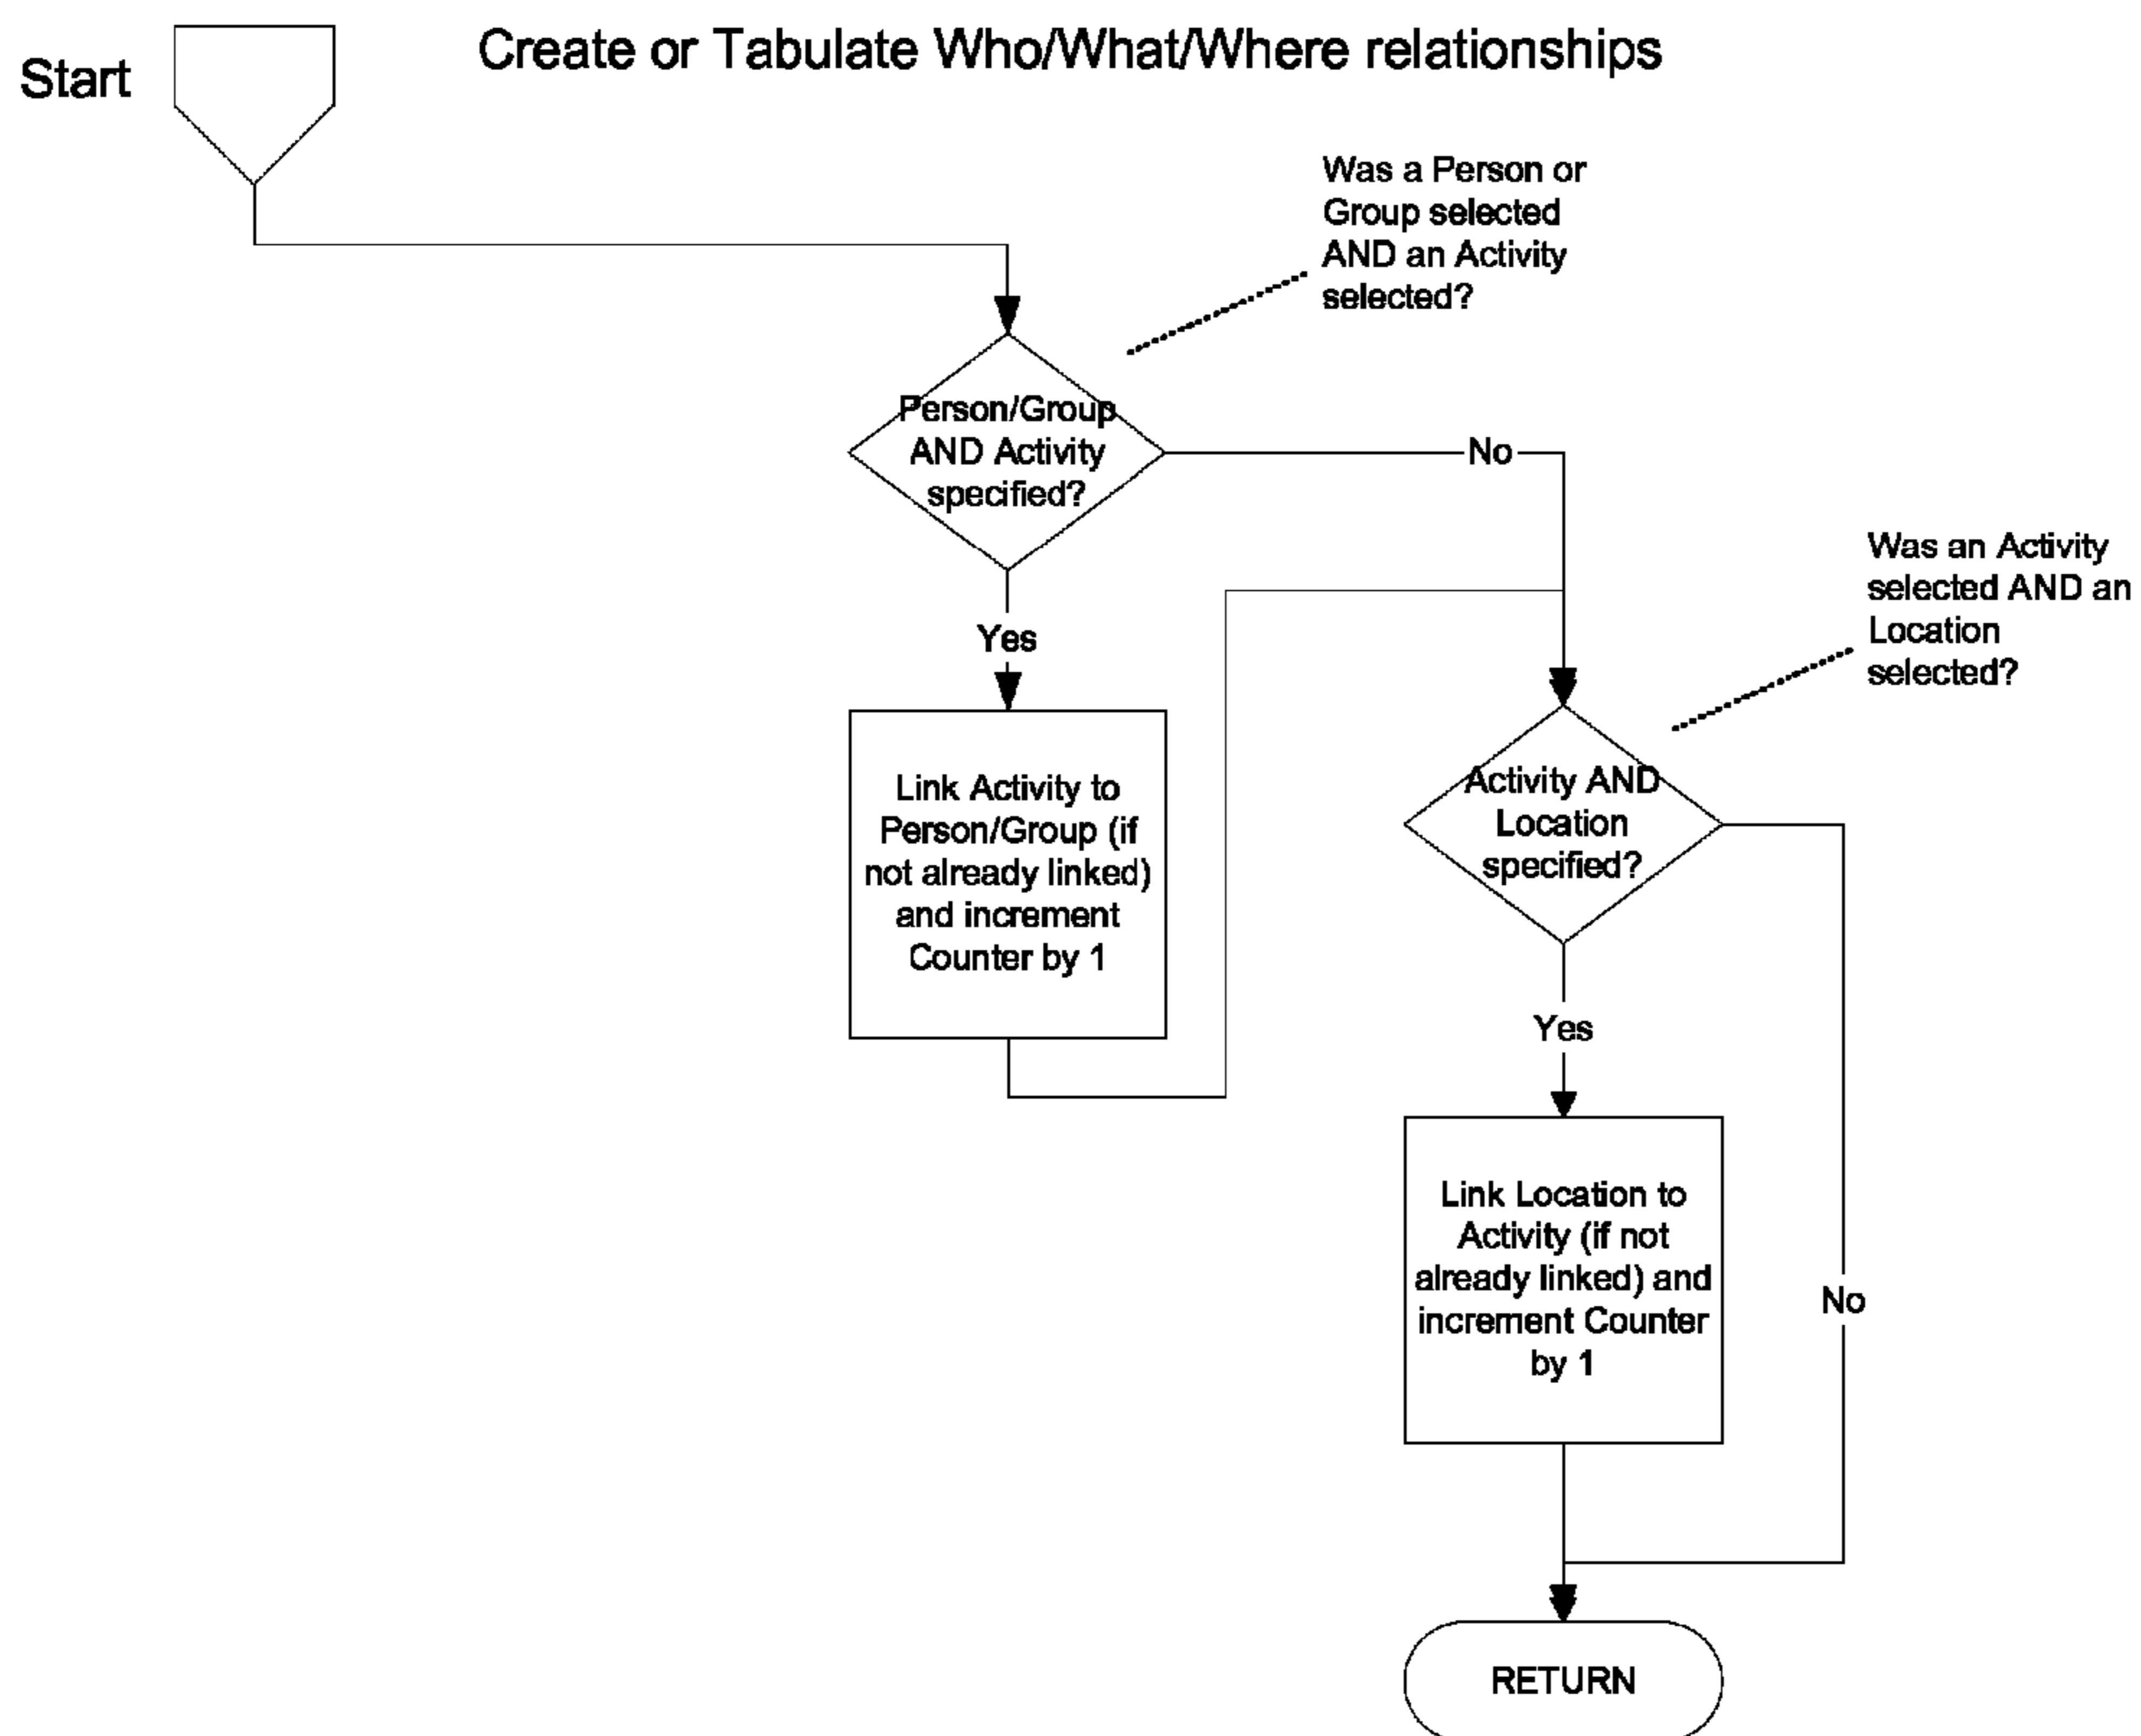 Create or Tabulate Who/What/Where relationships
Start
Was a Person or
Group selected
AND an Activity
selected?
Person/Group
AND Activity
specified?
No
Yes
Was an Activity
selected AND an
Location
selected?
Link Activity to
Person/Group (if
not already linked)
and increment
Counter by 1
Activity AND
Location
specified?
Yes
No
Link Location to
Activity (if not
already linked) and
increment Counter
by 1
RETURN